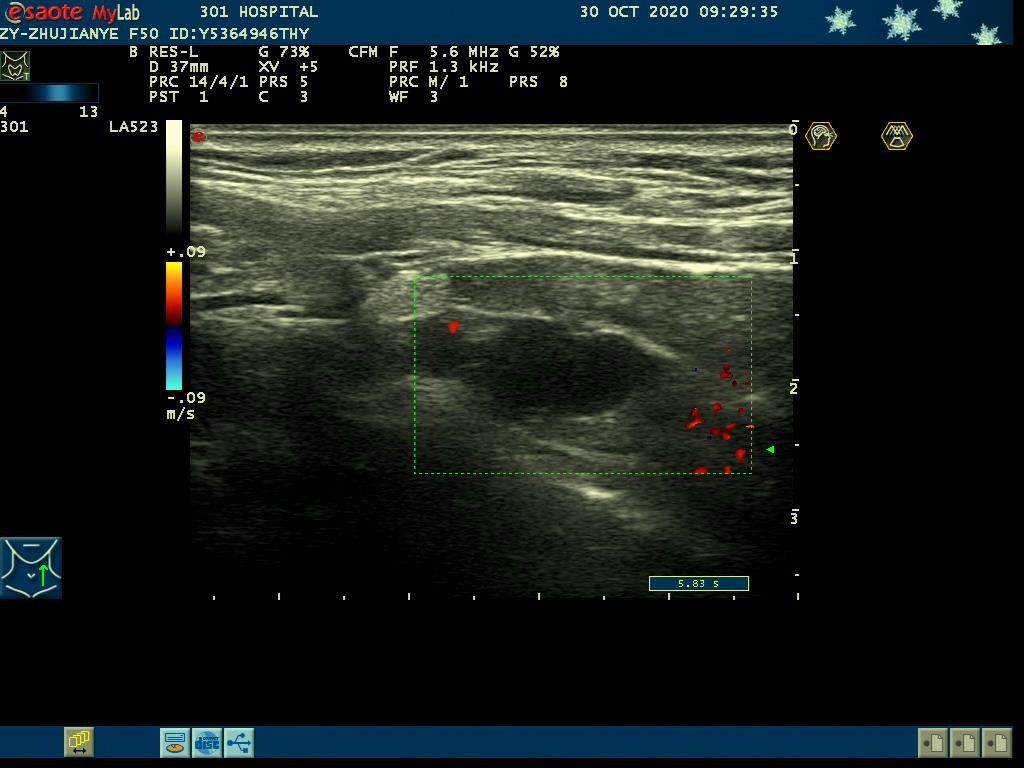 esaote MyLab 301 HOSPITAL 30 OCT 2020 09:29:35
ZY-ZHUJIANYE F50 ID:Y5364946THY
B RES-L G 73% CFM F 5.6 MHz G 52%
D 37mm XV +5 PRF 1.3 kHz
PRC 14/4/1 PRS 5 PRC M/ 1 PRS 8
PST 1 C 3 WF 3
T
4 13
301 LA523
e
0
+.09
1
-.09
m/s
2
3
5.83 s
disc